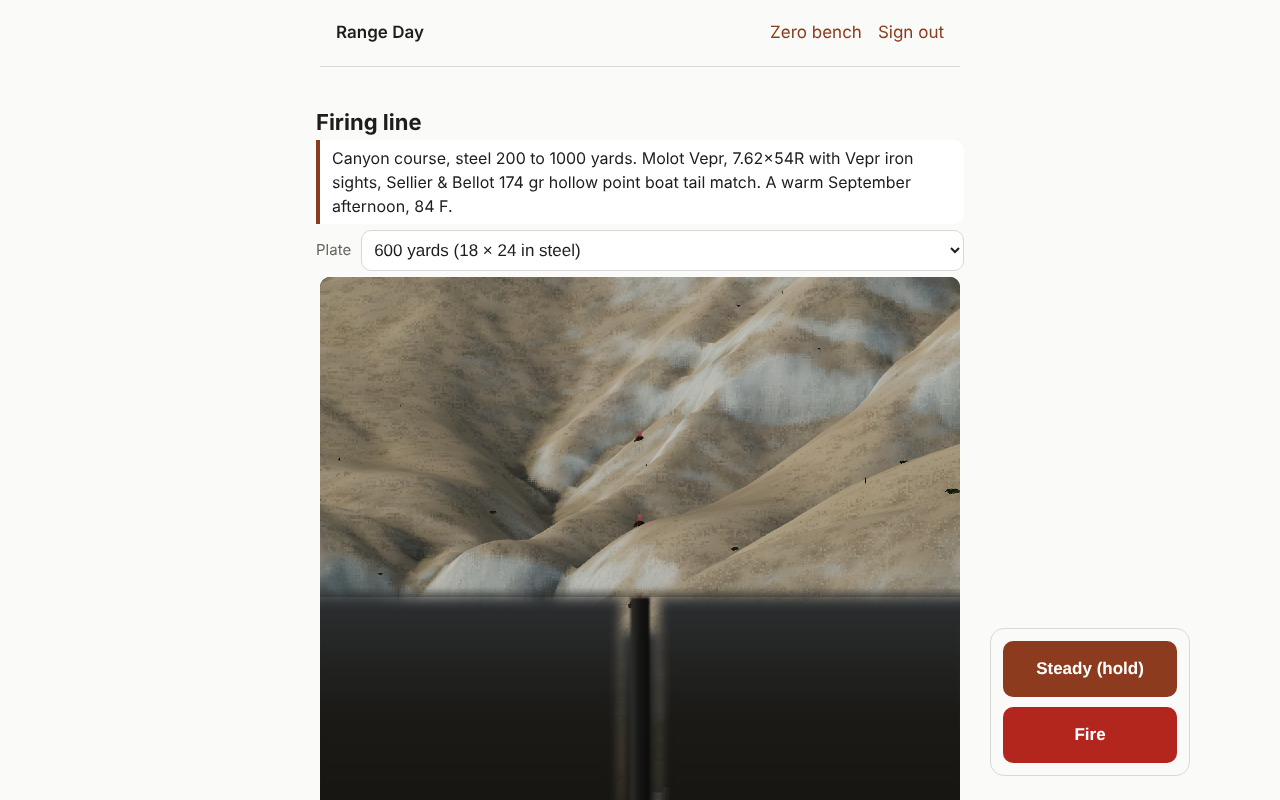 Range Day
Zero bench
Sign out
Firing line
Canyon course, steel 200 to 1000 yards. Molot Vepr, 7.62×54R with Vepr iron
sights, Sellier & Bellot 174 gr hollow point boat tail match. A warm September
afternoon, 84 F.
Plate
600 yards (18 × 24 in steel)
Steady (hold)
Fire